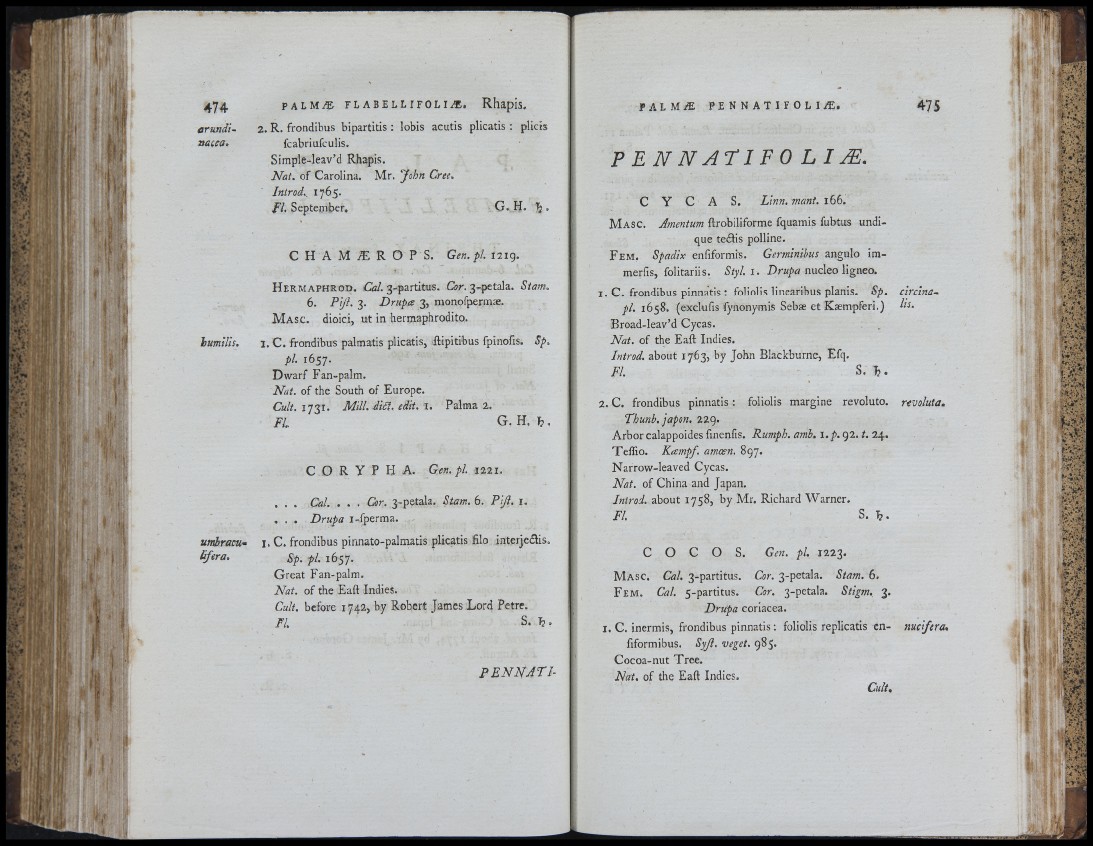 474 PALMÆ FLABELLIFOLIÆ. Rhapis.
arundi- 2. R. frondibus bipartitis : lobis acutis plicatis : plicis
nacea. ſcabriuſculis.
Simple-leav'd Rhapis.
Nat. of Carolina. Mr. John Cree.
Introd. 1765.
Fl. September. G. H. ♄.
CHAMÆROPS. Gen. pl. 1219.
HERMAPHROD. Cal. 3-partitus. Cor. 3-petala. Stam.
6. Piſt. 3. Drupæ 3, monoſpermæ.
MASC. dioici, ut in hermaphrodito.
humilis. 1. C. frondibus palmatis plicatis, ſtipitibus ſpinoſis. Sp.
pl. 1657.
Dwarf Fan-palm.
Nat. of the South of Europe.
Cult. 1731. Mill. dict. edit. 1. Palma 2.
Fl. G. H. ♄.
CORYPHA. Gen. pl. 1221.
. . . Cal. . . . Cor. 3-petala. Stam. 6. Piſt. 1.
. . . Drupa 1-ſperma.
umbracu- 1. C. frondibus pinnato-palmatis plicatis filo interjectis.
lifera. Sp. pl. 1657.
Great Fan-palm.
Nat. of the Eaſt Indies.
Cult. before 1742, by Robert James Lord Petre.
Fl. S. ♄.
PENNATI-
PALMÆ PENNATIFOLIÆ. 475
PENNATIFOLIÆ.
CYCAS. Linn. mant. 166.
MASC. Amentum ſtrobiliforme ſquamis ſubtus undi-
que tectis polline.
FEM. Spadix enſiformis. Germinibus angulo im-
merſis, ſolitariis. Styl. 1. Drupa nucleo ligneo.
1. C. frondibus pinnatis : foliolis linearibus planis. Sp. circina-
pl. 1658. (excluſis ſynonymis Sebæ et Kæmpferi.) lis.
Broad-leav'd Cycas.
Nat. of the Eaſt Indies.
Introd. about 1763, by John Blackburne, Eſq.
Fl. S. ♄.
2. C. frondibus pinnatis : foliolis margine revoluto. revoluta.
Thunb. japon. 229.
Arbor calappoides ſinenſis. Rumph. amb. 1. p. 92. t. 24.
Teſſio. Kæmpf. amœn. 897.
Narrow-leaved Cycas.
Nat. of China and Japan.
Introd. about 1758, by Mr. Richard Warner.
Fl. S. ♄.
COCOS. Gen. pl. 1223.
MASC. Cal. 3-partitus. Cor. 3-petala. Stam. 6.
FEM. Cal. 5-partitus. Cor. 3-petala. Stigm. 3.
Drupa coriacea.
1. C. inermis, frondibus pinnatis : foliolis replicatis en- nucifera.
ſiformibus. Syſt. veget. 985.
Cocoa-nut Tree.
Nat. of the Eaſt Indies.
Cult.